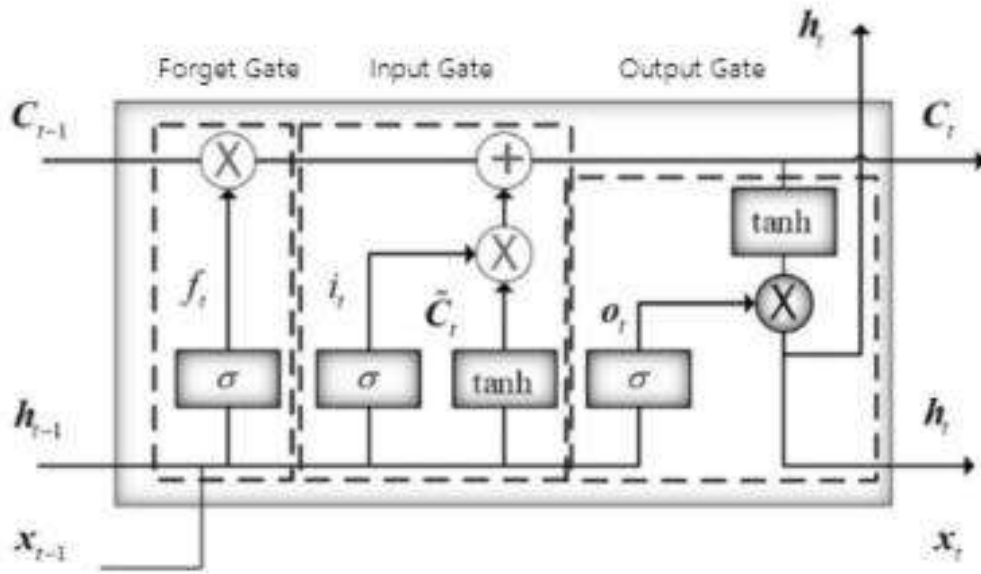 h_t
Forget Gate Input Gate Output Gate
C_{t-1} C_t
× +
tanh
×
f_t i_t C̃_t o_t ×
σ σ tanh σ
h_{t-1} h_t
x_{t-1} x_t